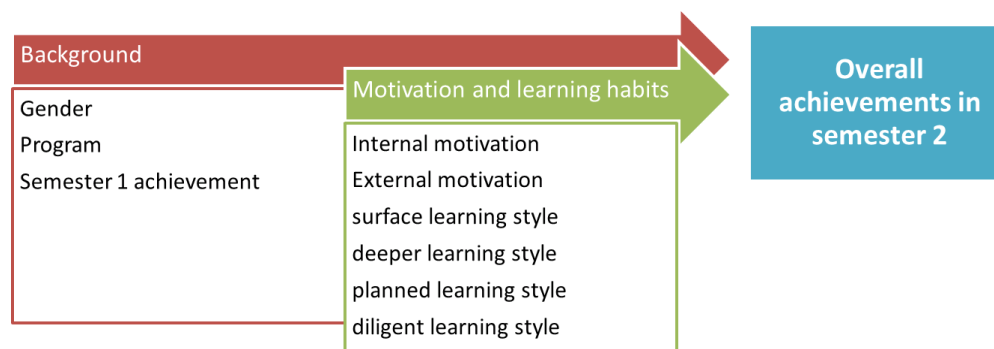 Background
Gender
Program
Semester 1 achievement
Motivation and learning habits
Internal motivation
External motivation
surface learning style
deeper learning style
planned learning style
diligent learning style
Overall
achievements in
semester 2